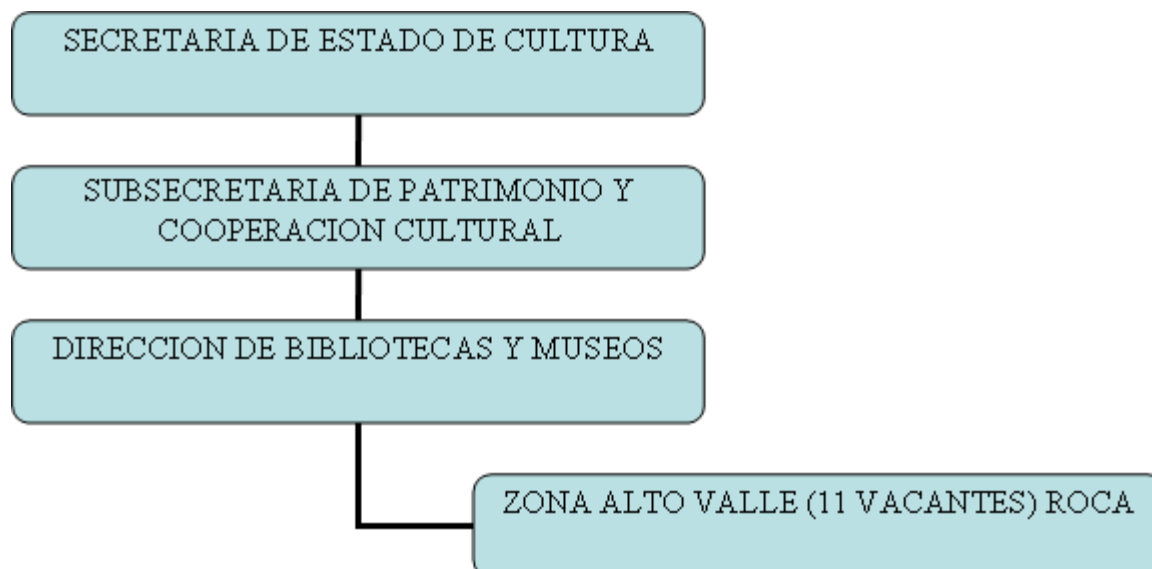 SECRETARIA DE ESTADO DE CULTURA
SUBSECRETARIA DE PATRIMONIO Y
COOPERACION CULTURAL
DIRECCION DE BIBLIOTECAS Y MUSEOS
ZONA ALTO VALLE (11 VACANTES) ROCA